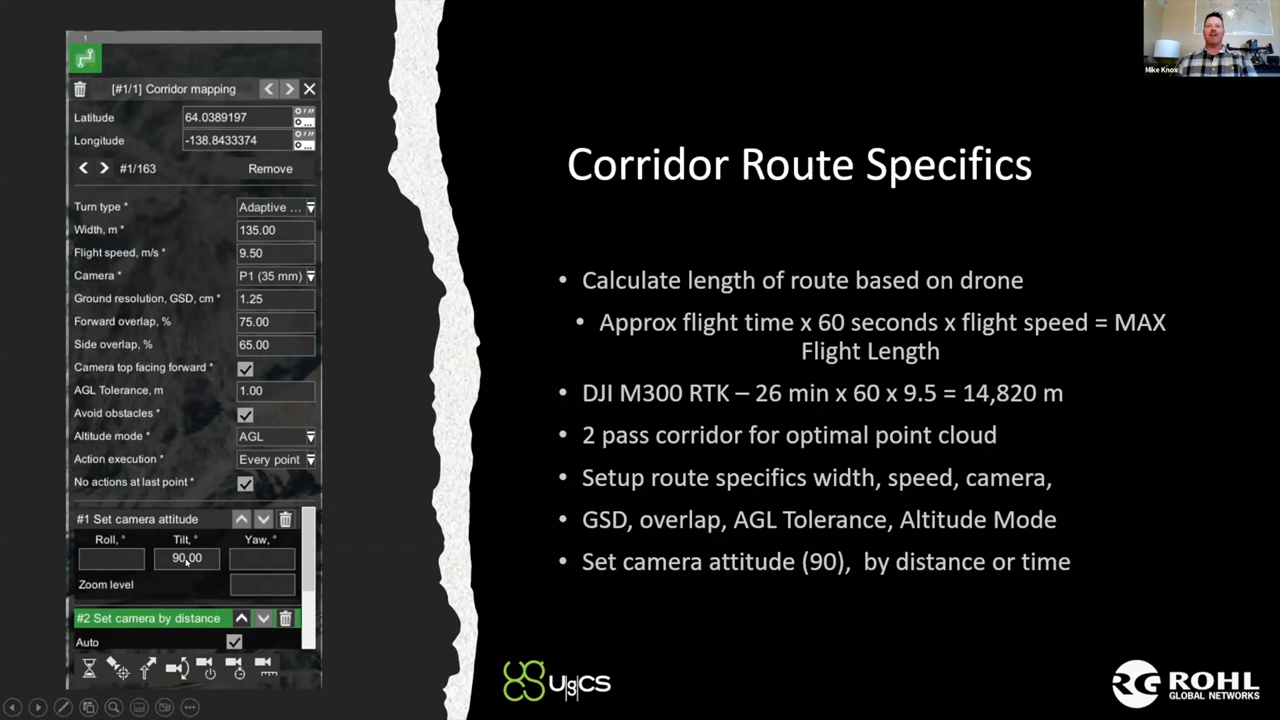 1
[#1/1] Corridor mapping
Latitude 64.0389197
Longitude -138.8433374
#1/163 Remove
Turn type * Adaptive ...
Width, m * 135.00
Flight speed, m/s * 9.50
Camera * P1 (35 mm)
Ground resolution, GSD, cm * 1.25
Forward overlap, % 75.00
Side overlap, % 65.00
Camera top facing forward *
AGL Tolerance, m 1.00
Avoid obstacles *
Altitude mode * AGL
Action execution * Every point
No actions at last point *
#1 Set camera attitude
Roll,° Tilt,° Yaw,°
90.00
Zoom level
#2 Set camera by distance
Auto
Mike Knox
Corridor Route Specifics
• Calculate length of route based on drone
• Approx flight time x 60 seconds x flight speed = MAX
Flight Length
• DJI M300 RTK – 26 min x 60 x 9.5 = 14,820 m
• 2 pass corridor for optimal point cloud
• Setup route specifics width, speed, camera,
• GSD, overlap, AGL Tolerance, Altitude Mode
• Set camera attitude (90), by distance or time
ROHL
GLOBAL NETWORKS